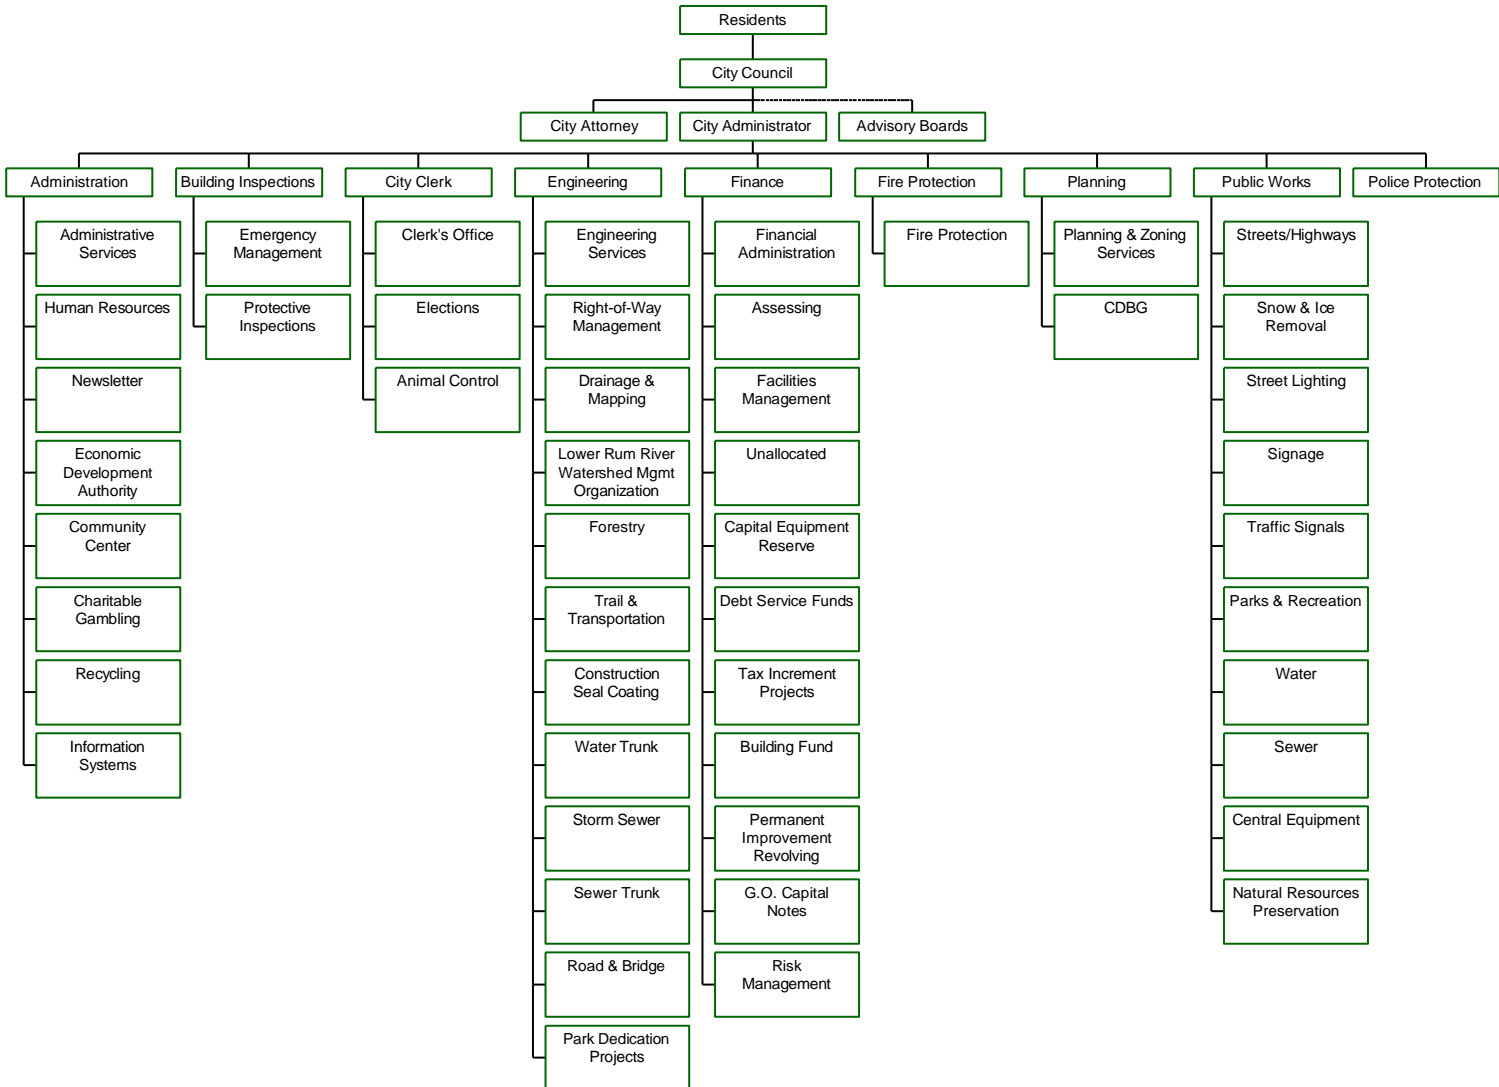 Residents
City Council
City Attorney
City Administrator
Advisory Boards
Administration
Building Inspections
City Clerk
Engineering
Finance
Fire Protection
Planning
Public Works
Police Protection
Administrative
Services
Human Resources
Newsletter
Economic
Development
Authority
Community
Center
Charitable
Gambling
Recycling
Information
Systems
Emergency
Management
Protective
Inspections
Clerk's Office
Elections
Animal Control
Engineering
Services
Right-of-Way
Management
Drainage &
Mapping
Lower Rum River
Watershed Mgmt
Organization
Forestry
Trail &
Transportation
Construction
Seal Coating
Water Trunk
Storm Sewer
Sewer Trunk
Road & Bridge
Park Dedication
Projects
Financial
Administration
Assessing
Facilities
Management
Unallocated
Capital Equipment
Reserve
Debt Service Funds
Tax Increment
Projects
Building Fund
Permanent
Improvement
Revolving
G.O. Capital
Notes
Risk
Management
Fire Protection
Planning & Zoning
Services
CDBG
Streets/Highways
Snow & Ice
Removal
Street Lighting
Signage
Traffic Signals
Parks & Recreation
Water
Sewer
Central Equipment
Natural Resources
Preservation